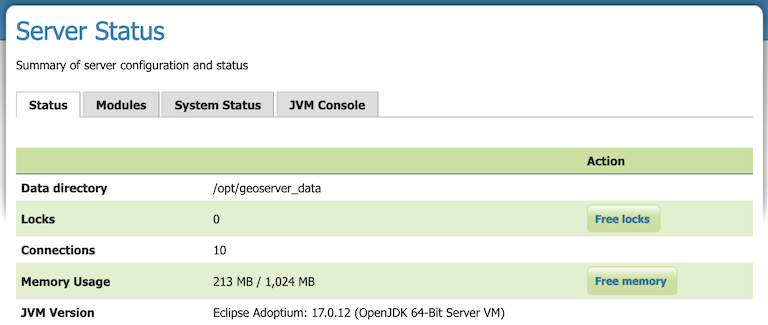 Server Status
Summary of server configuration and status
Status Modules System Status JVM Console
Action
Data directory /opt/geoserver_data
Locks 0 Free locks
Connections 10
Memory Usage 213 MB / 1,024 MB Free memory
JVM Version Eclipse Adoptium: 17.0.12 (OpenJDK 64-Bit Server VM)